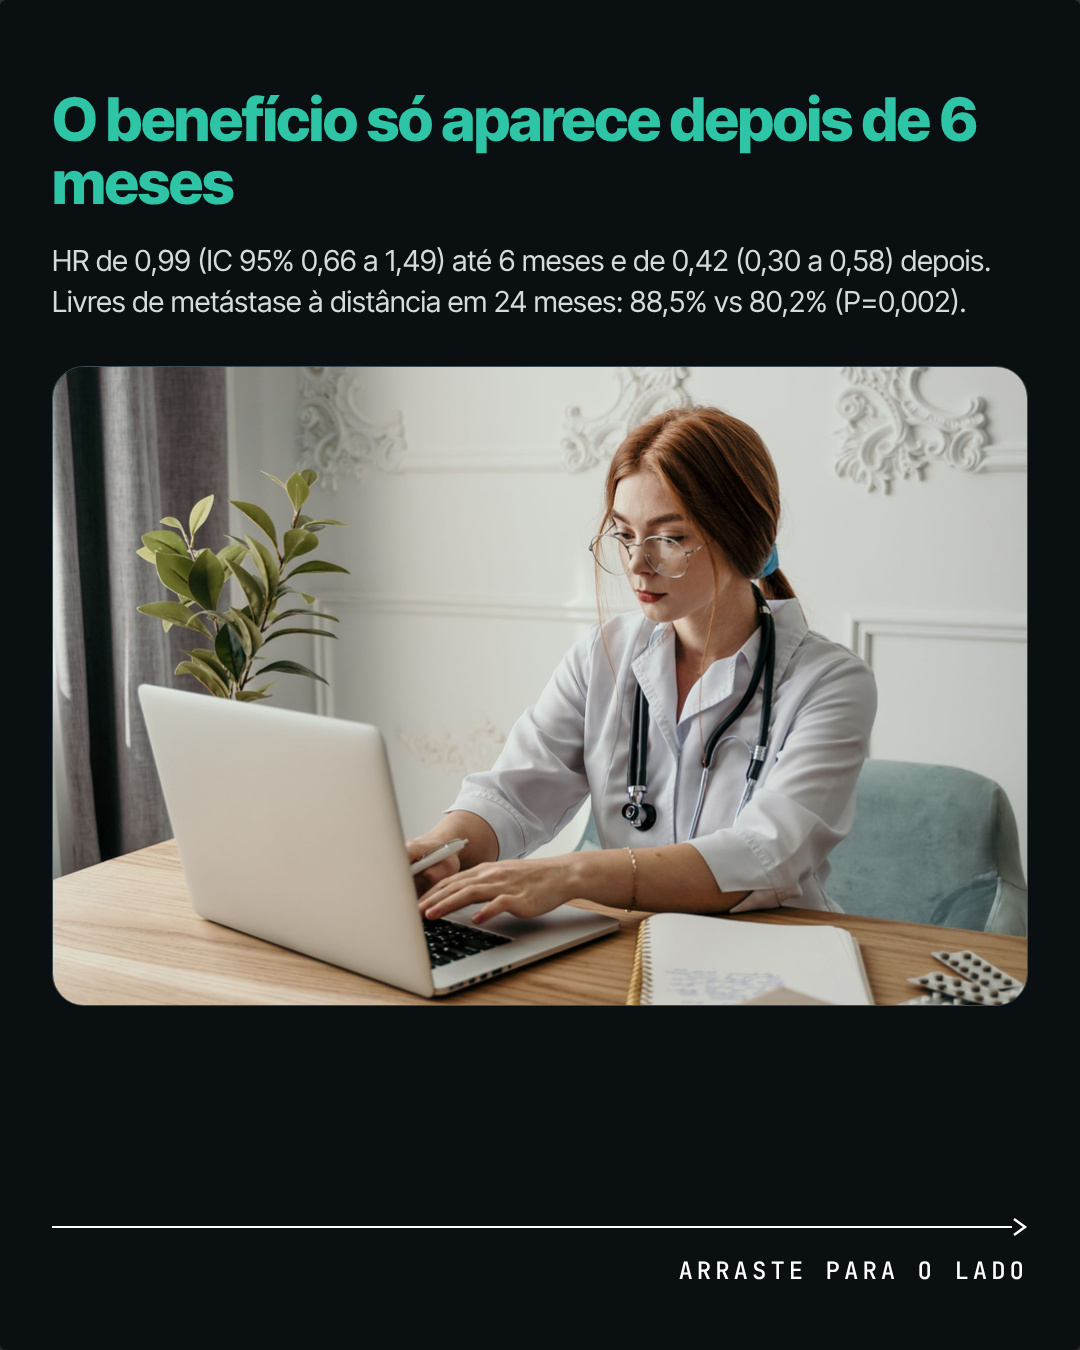 O benefício só aparece depois de 6
meses
HR de 0,99 (IC 95% 0,66 a 1,49) até 6 meses e de 0,42 (0,30 a 0,58) depois.
Livres de metástase à distância em 24 meses: 88,5% vs 80,2% (P=0,002).
ARRASTE PARA O LADO